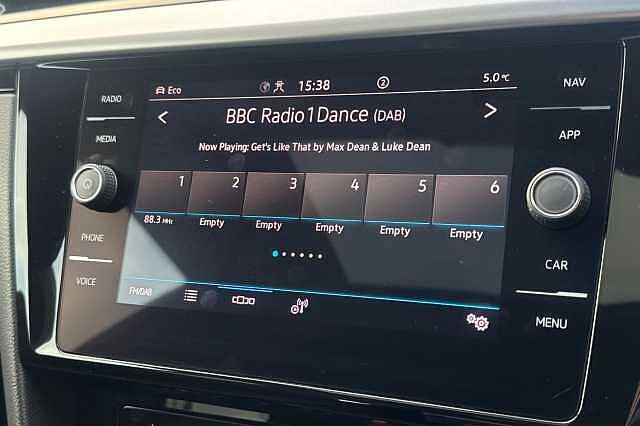 RADIO
MEDIA
PHONE
VOICE
Eco
15:38
2
5.0 °C
BBC Radio 1 Dance (DAB)
Now Playing: Get's Like That by Max Dean & Luke Dean
1 2 3 4 5 6
88.3 MHz Empty Empty Empty Empty Empty
FM/DAB
NAV
APP
CAR
MENU